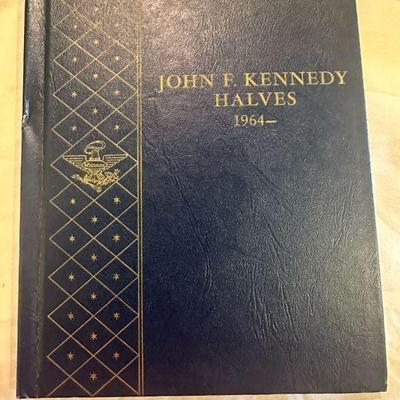 JOHN F. KENNEDY
HALVES
1964—